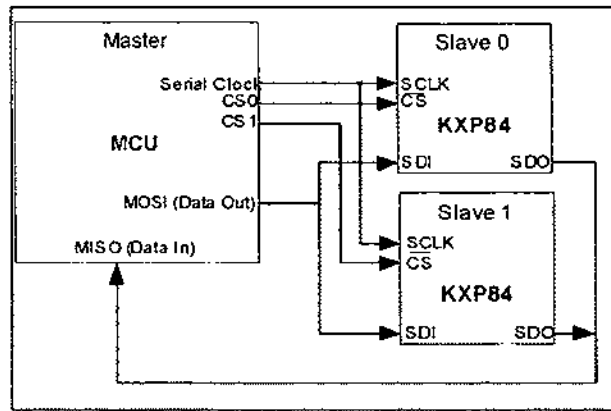 Master
Serial Clock
CS0
CS1
MCU
MOSI (Data Out)
MISO (Data In)
Slave 0
SCLK
CS
KXP84
SDI SDO
Slave 1
SCLK
CS
KXP84
SDI SDO